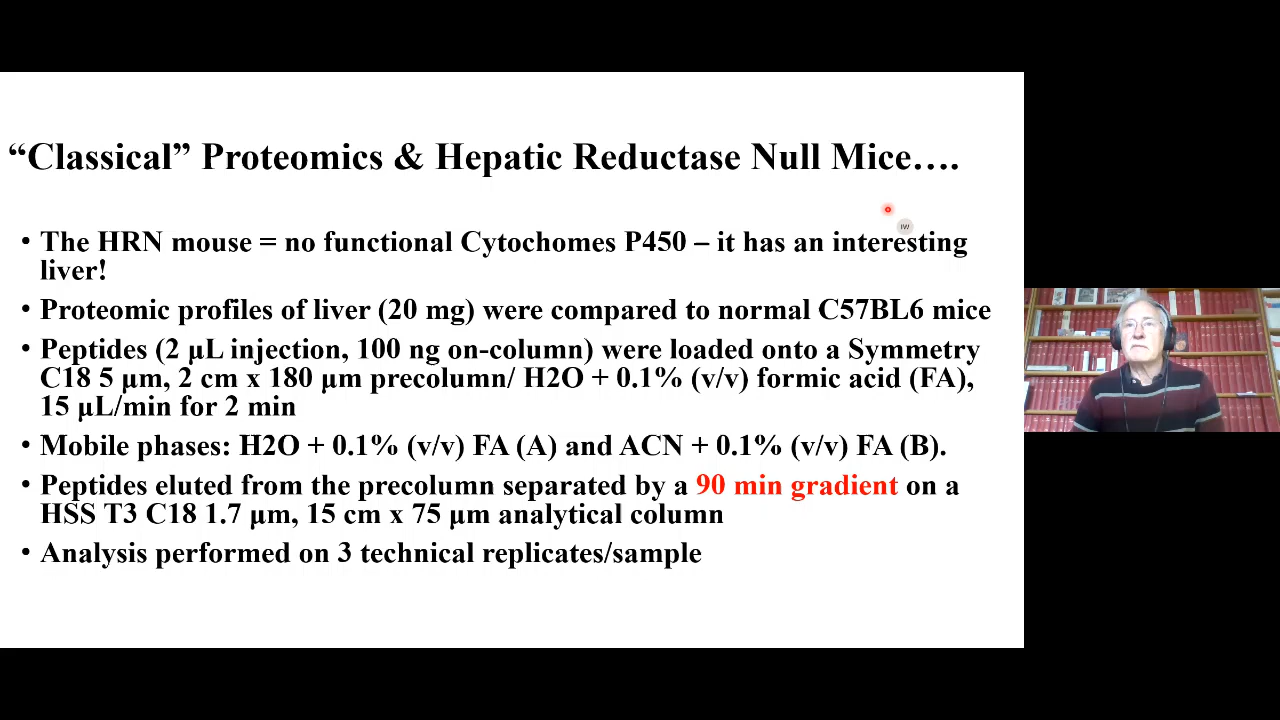 “Classical” Proteomics & Hepatic Reductase Null Mice….
IW
• The HRN mouse = no functional Cytochomes P450 – it has an interesting
liver!
• Proteomic profiles of liver (20 mg) were compared to normal C57BL6 mice
• Peptides (2 µL injection, 100 ng on-column) were loaded onto a Symmetry
C18 5 µm, 2 cm x 180 µm precolumn/ H2O + 0.1% (v/v) formic acid (FA),
15 µL/min for 2 min
• Mobile phases: H2O + 0.1% (v/v) FA (A) and ACN + 0.1% (v/v) FA (B).
• Peptides eluted from the precolumn separated by a 90 min gradient on a
HSS T3 C18 1.7 µm, 15 cm x 75 µm analytical column
• Analysis performed on 3 technical replicates/sample